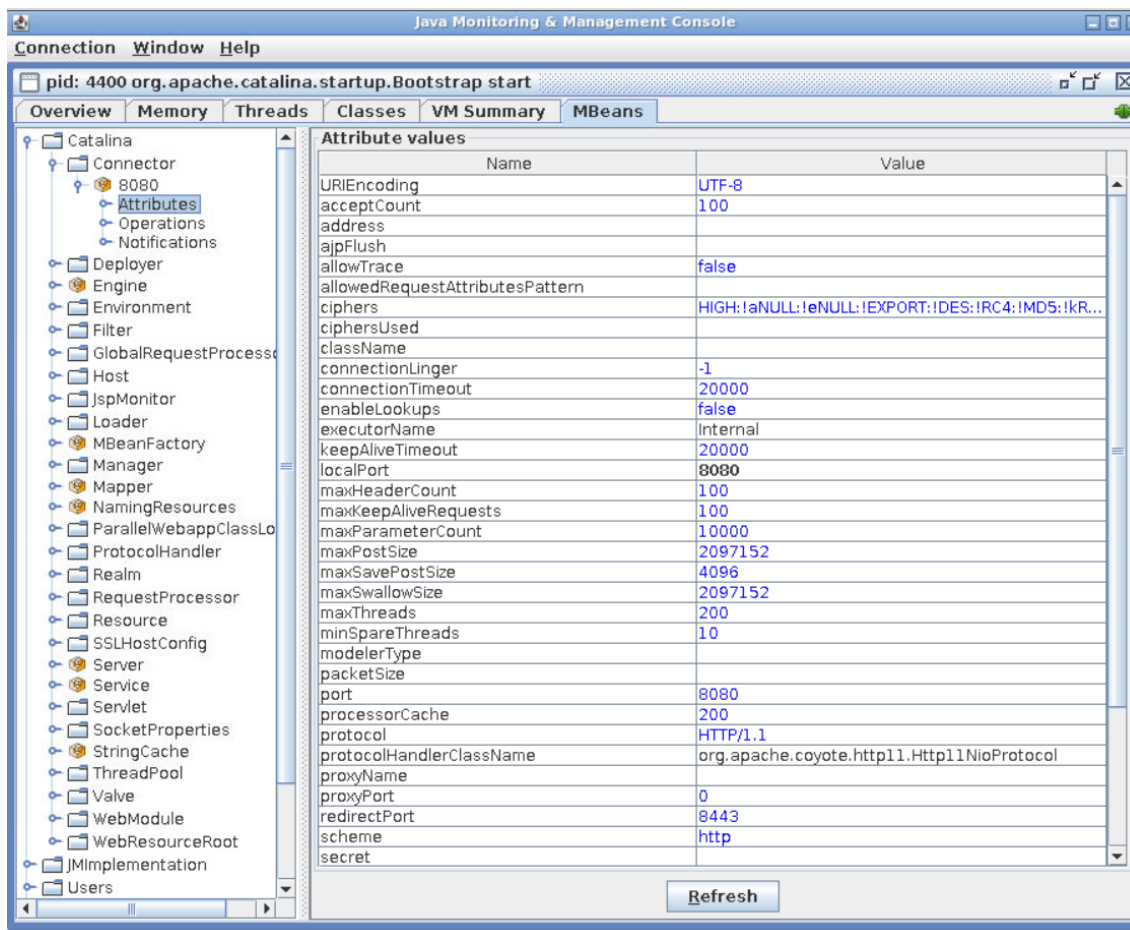 Java Monitoring & Management Console
Connection Window Help
pid: 4400 org.apache.catalina.startup.Bootstrap start
Overview Memory Threads Classes VM Summary MBeans
Catalina
Connector
8080
Attributes
Operations
Notifications
Deployer
Engine
Environment
Filter
GlobalRequestProcesso
Host
JspMonitor
Loader
MBeanFactory
Manager
Mapper
NamingResources
ParallelWebappClassLo
ProtocolHandler
Realm
RequestProcessor
Resource
SSLHostConfig
Server
Service
Servlet
SocketProperties
StringCache
ThreadPool
Valve
WebModule
WebResourceRoot
JMImplementation
Users
Attribute values
Name Value
URIEncoding UTF-8
acceptCount 100
address
ajpFlush
allowTrace false
allowedRequestAttributesPattern
ciphers HIGH:!aNULL:!eNULL:!EXPORT:!DES:!RC4:!MD5:!kR...
ciphersUsed
className
connectionLinger -1
connectionTimeout 20000
enableLookups false
executorName Internal
keepAliveTimeout 20000
localPort 8080
maxHeaderCount 100
maxKeepAliveRequests 100
maxParameterCount 10000
maxPostSize 2097152
maxSavePostSize 4096
maxSwallowSize 2097152
maxThreads 200
minSpareThreads 10
modelerType
packetSize
port 8080
processorCache 200
protocol HTTP/1.1
protocolHandlerClassName org.apache.coyote.http11.Http11NioProtocol
proxyName
proxyPort 0
redirectPort 8443
scheme http
secret
Refresh